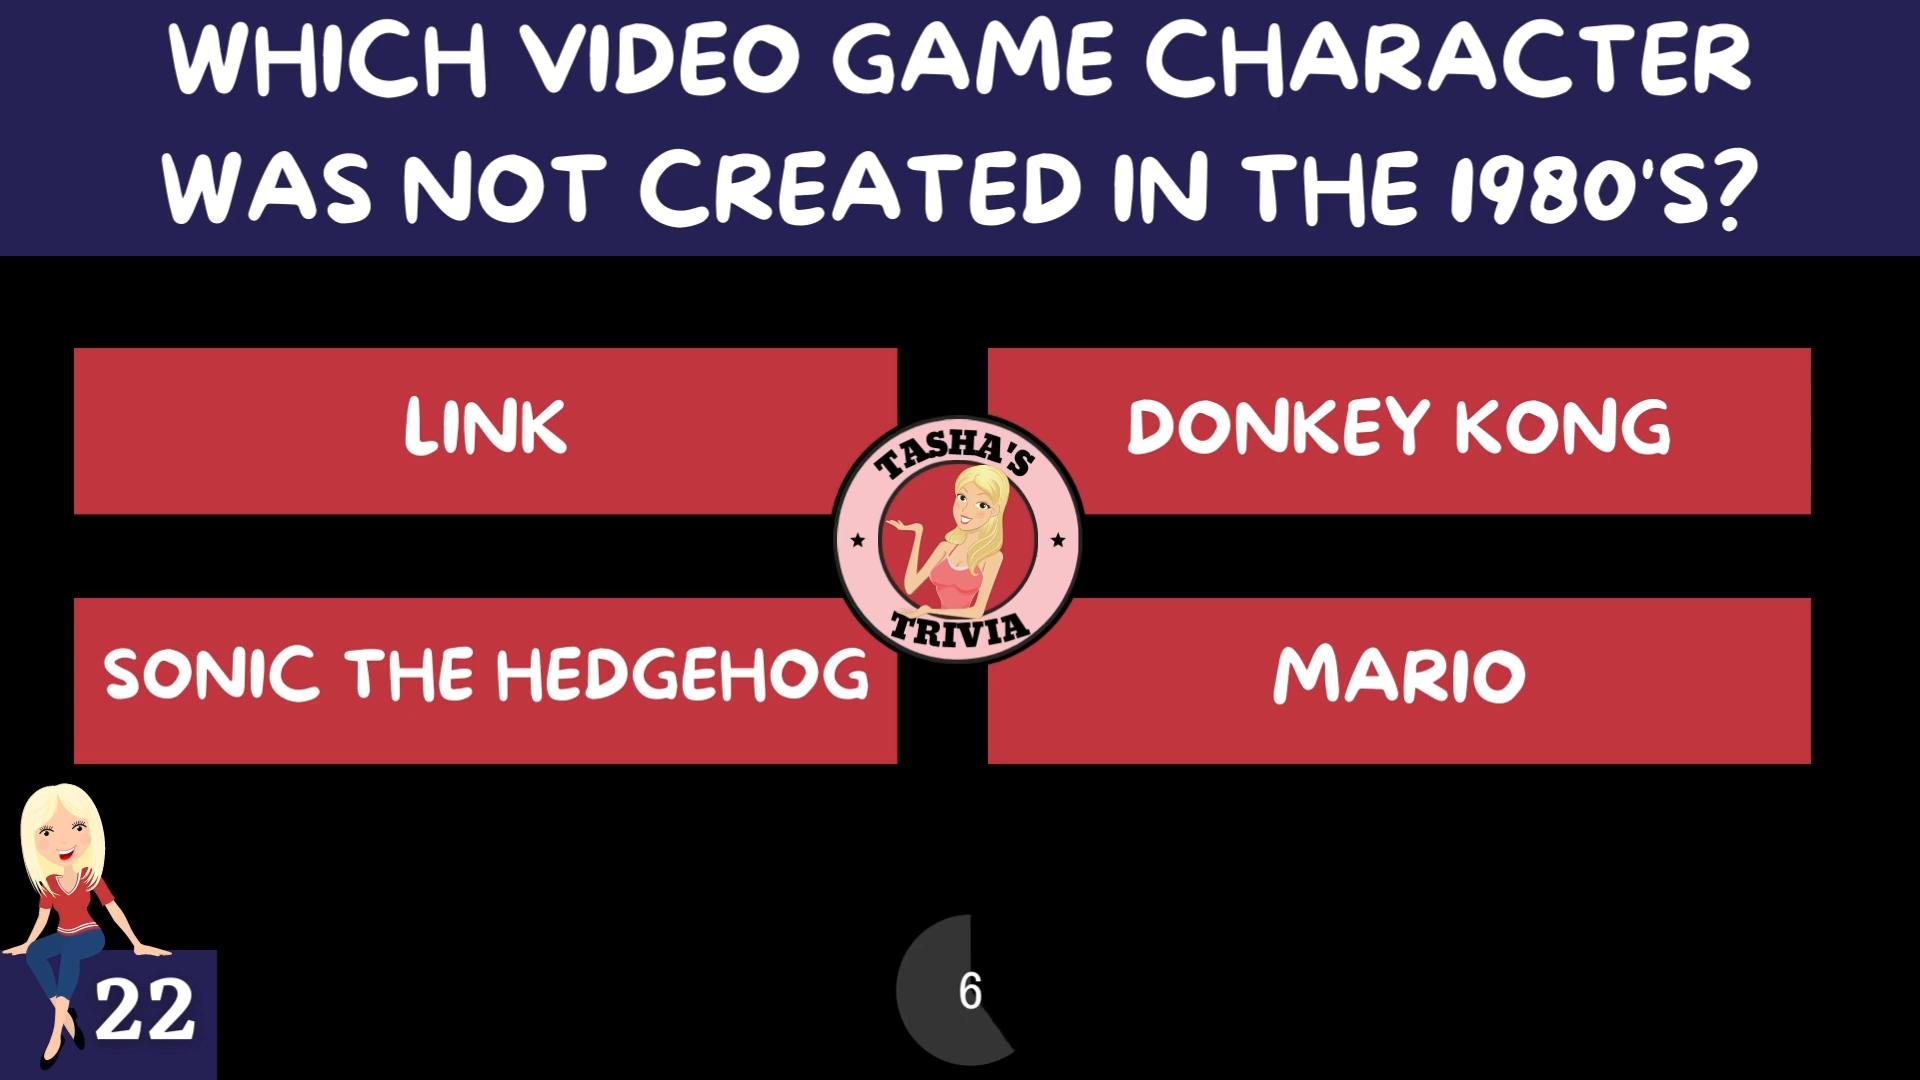 WHICH VIDEO GAME CHARACTER
WAS NOT CREATED IN THE 1980'S?
LINK
DONKEY KONG
TASHA'S
TRIVIA
SONIC THE HEDGEHOG
MARIO
22
6